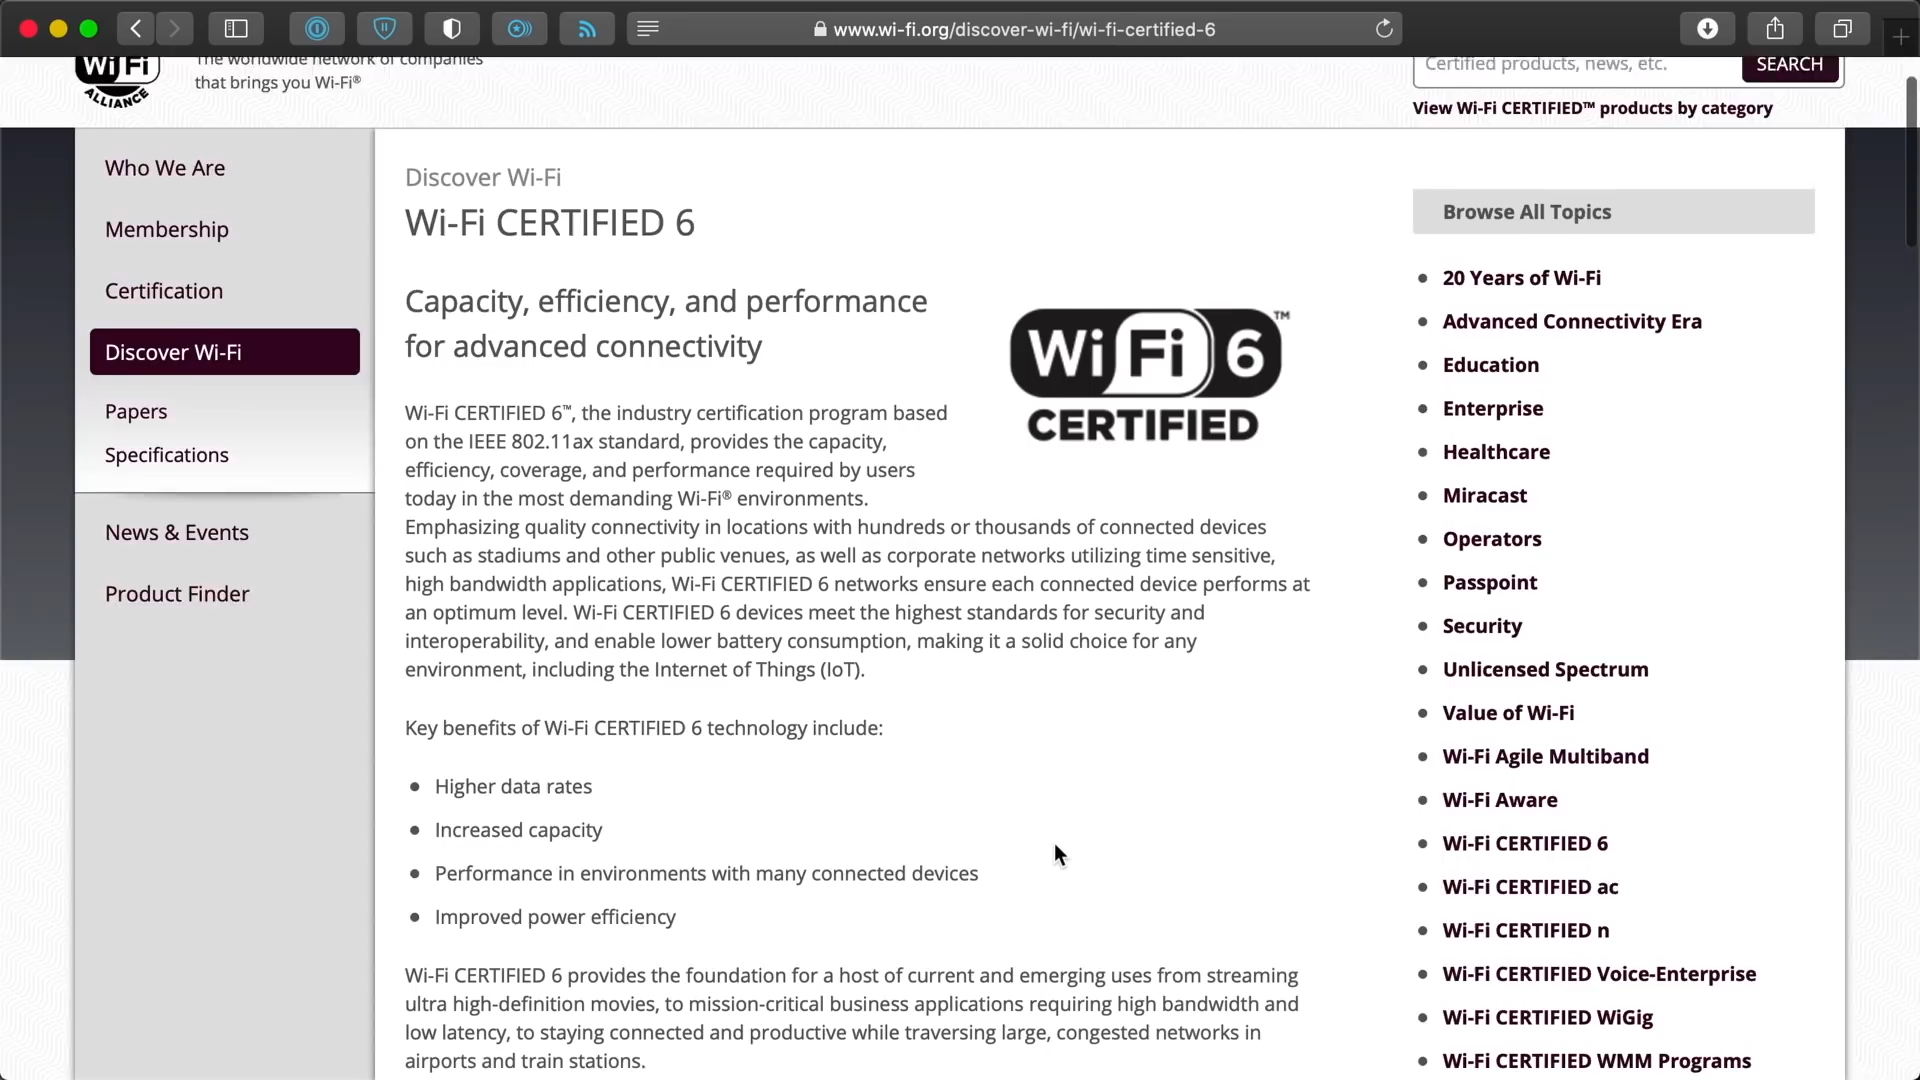 www.wi-fi.org/discover-wi-fi/wi-fi-certified-6
Wi Fi
ALLIANCE
The worldwide network of companies
that brings you Wi-Fi®
Certified products, news, etc.
SEARCH
View Wi-Fi CERTIFIED™ products by category
Who We Are
Membership
Certification
Discover Wi-Fi
Papers
Specifications
News & Events
Product Finder
Discover Wi-Fi
Wi-Fi CERTIFIED 6
Capacity, efficiency, and performance
for advanced connectivity
Wi Fi 6™
CERTIFIED
Wi-Fi CERTIFIED 6™, the industry certification program based
on the IEEE 802.11ax standard, provides the capacity,
efficiency, coverage, and performance required by users
today in the most demanding Wi-Fi® environments.
Emphasizing quality connectivity in locations with hundreds or thousands of connected devices
such as stadiums and other public venues, as well as corporate networks utilizing time sensitive,
high bandwidth applications, Wi-Fi CERTIFIED 6 networks ensure each connected device performs at
an optimum level. Wi-Fi CERTIFIED 6 devices meet the highest standards for security and
interoperability, and enable lower battery consumption, making it a solid choice for any
environment, including the Internet of Things (IoT).
Key benefits of Wi-Fi CERTIFIED 6 technology include:
• Higher data rates
• Increased capacity
• Performance in environments with many connected devices
• Improved power efficiency
Wi-Fi CERTIFIED 6 provides the foundation for a host of current and emerging uses from streaming
ultra high-definition movies, to mission-critical business applications requiring high bandwidth and
low latency, to staying connected and productive while traversing large, congested networks in
airports and train stations.
Browse All Topics
• 20 Years of Wi-Fi
• Advanced Connectivity Era
• Education
• Enterprise
• Healthcare
• Miracast
• Operators
• Passpoint
• Security
• Unlicensed Spectrum
• Value of Wi-Fi
• Wi-Fi Agile Multiband
• Wi-Fi Aware
• Wi-Fi CERTIFIED 6
• Wi-Fi CERTIFIED ac
• Wi-Fi CERTIFIED n
• Wi-Fi CERTIFIED Voice-Enterprise
• Wi-Fi CERTIFIED WiGig
• Wi-Fi CERTIFIED WMM Programs